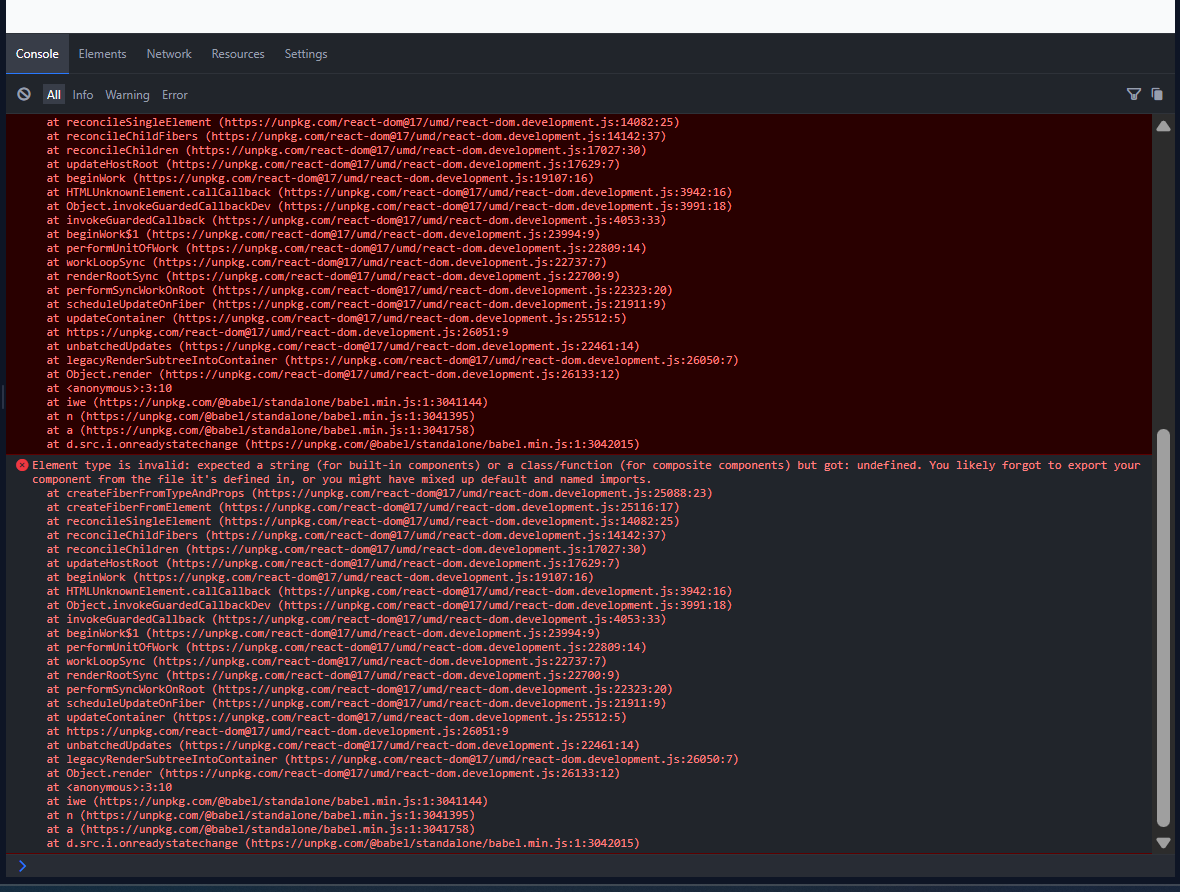 Console Elements Network Resources Settings
All Info Warning Error
at reconcileSingleElement (https://unpkg.com/react-dom@17/umd/react-dom.development.js:14082:25)
at reconcileChildFibers (https://unpkg.com/react-dom@17/umd/react-dom.development.js:14142:37)
at reconcileChildren (https://unpkg.com/react-dom@17/umd/react-dom.development.js:17027:30)
at updateHostRoot (https://unpkg.com/react-dom@17/umd/react-dom.development.js:17629:7)
at beginWork (https://unpkg.com/react-dom@17/umd/react-dom.development.js:19107:16)
at HTMLUnknownElement.callCallback (https://unpkg.com/react-dom@17/umd/react-dom.development.js:3942:16)
at Object.invokeGuardedCallbackDev (https://unpkg.com/react-dom@17/umd/react-dom.development.js:3991:18)
at invokeGuardedCallback (https://unpkg.com/react-dom@17/umd/react-dom.development.js:4053:33)
at beginWork$1 (https://unpkg.com/react-dom@17/umd/react-dom.development.js:23994:9)
at performUnitOfWork (https://unpkg.com/react-dom@17/umd/react-dom.development.js:22809:14)
at workLoopSync (https://unpkg.com/react-dom@17/umd/react-dom.development.js:22737:7)
at renderRootSync (https://unpkg.com/react-dom@17/umd/react-dom.development.js:22700:9)
at performSyncWorkOnRoot (https://unpkg.com/react-dom@17/umd/react-dom.development.js:22323:20)
at scheduleUpdateOnFiber (https://unpkg.com/react-dom@17/umd/react-dom.development.js:21911:9)
at updateContainer (https://unpkg.com/react-dom@17/umd/react-dom.development.js:25512:5)
at https://unpkg.com/react-dom@17/umd/react-dom.development.js:26051:9
at unbatchedUpdates (https://unpkg.com/react-dom@17/umd/react-dom.development.js:22461:14)
at legacyRenderSubtreeIntoContainer (https://unpkg.com/react-dom@17/umd/react-dom.development.js:26050:7)
at Object.render (https://unpkg.com/react-dom@17/umd/react-dom.development.js:26133:12)
at <anonymous>:3:10
at iwe (https://unpkg.com/@babel/standalone/babel.min.js:1:3041144)
at n (https://unpkg.com/@babel/standalone/babel.min.js:1:3041395)
at a (https://unpkg.com/@babel/standalone/babel.min.js:1:3041758)
at d.src.i.onreadystatechange (https://unpkg.com/@babel/standalone/babel.min.js:1:3042015)
Element type is invalid: expected a string (for built-in components) or a class/function (for composite components) but got: undefined. You likely forgot to export your
component from the file it's defined in, or you might have mixed up default and named imports.
at createFiberFromTypeAndProps (https://unpkg.com/react-dom@17/umd/react-dom.development.js:25088:23)
at createFiberFromElement (https://unpkg.com/react-dom@17/umd/react-dom.development.js:25116:17)
at reconcileSingleElement (https://unpkg.com/react-dom@17/umd/react-dom.development.js:14082:25)
at reconcileChildFibers (https://unpkg.com/react-dom@17/umd/react-dom.development.js:14142:37)
at reconcileChildren (https://unpkg.com/react-dom@17/umd/react-dom.development.js:17027:30)
at updateHostRoot (https://unpkg.com/react-dom@17/umd/react-dom.development.js:17629:7)
at beginWork (https://unpkg.com/react-dom@17/umd/react-dom.development.js:19107:16)
at HTMLUnknownElement.callCallback (https://unpkg.com/react-dom@17/umd/react-dom.development.js:3942:16)
at Object.invokeGuardedCallbackDev (https://unpkg.com/react-dom@17/umd/react-dom.development.js:3991:18)
at invokeGuardedCallback (https://unpkg.com/react-dom@17/umd/react-dom.development.js:4053:33)
at beginWork$1 (https://unpkg.com/react-dom@17/umd/react-dom.development.js:23994:9)
at performUnitOfWork (https://unpkg.com/react-dom@17/umd/react-dom.development.js:22809:14)
at workLoopSync (https://unpkg.com/react-dom@17/umd/react-dom.development.js:22737:7)
at renderRootSync (https://unpkg.com/react-dom@17/umd/react-dom.development.js:22700:9)
at performSyncWorkOnRoot (https://unpkg.com/react-dom@17/umd/react-dom.development.js:22323:20)
at scheduleUpdateOnFiber (https://unpkg.com/react-dom@17/umd/react-dom.development.js:21911:9)
at updateContainer (https://unpkg.com/react-dom@17/umd/react-dom.development.js:25512:5)
at https://unpkg.com/react-dom@17/umd/react-dom.development.js:26051:9
at unbatchedUpdates (https://unpkg.com/react-dom@17/umd/react-dom.development.js:22461:14)
at legacyRenderSubtreeIntoContainer (https://unpkg.com/react-dom@17/umd/react-dom.development.js:26050:7)
at Object.render (https://unpkg.com/react-dom@17/umd/react-dom.development.js:26133:12)
at <anonymous>:3:10
at iwe (https://unpkg.com/@babel/standalone/babel.min.js:1:3041144)
at n (https://unpkg.com/@babel/standalone/babel.min.js:1:3041395)
at a (https://unpkg.com/@babel/standalone/babel.min.js:1:3041758)
at d.src.i.onreadystatechange (https://unpkg.com/@babel/standalone/babel.min.js:1:3042015)